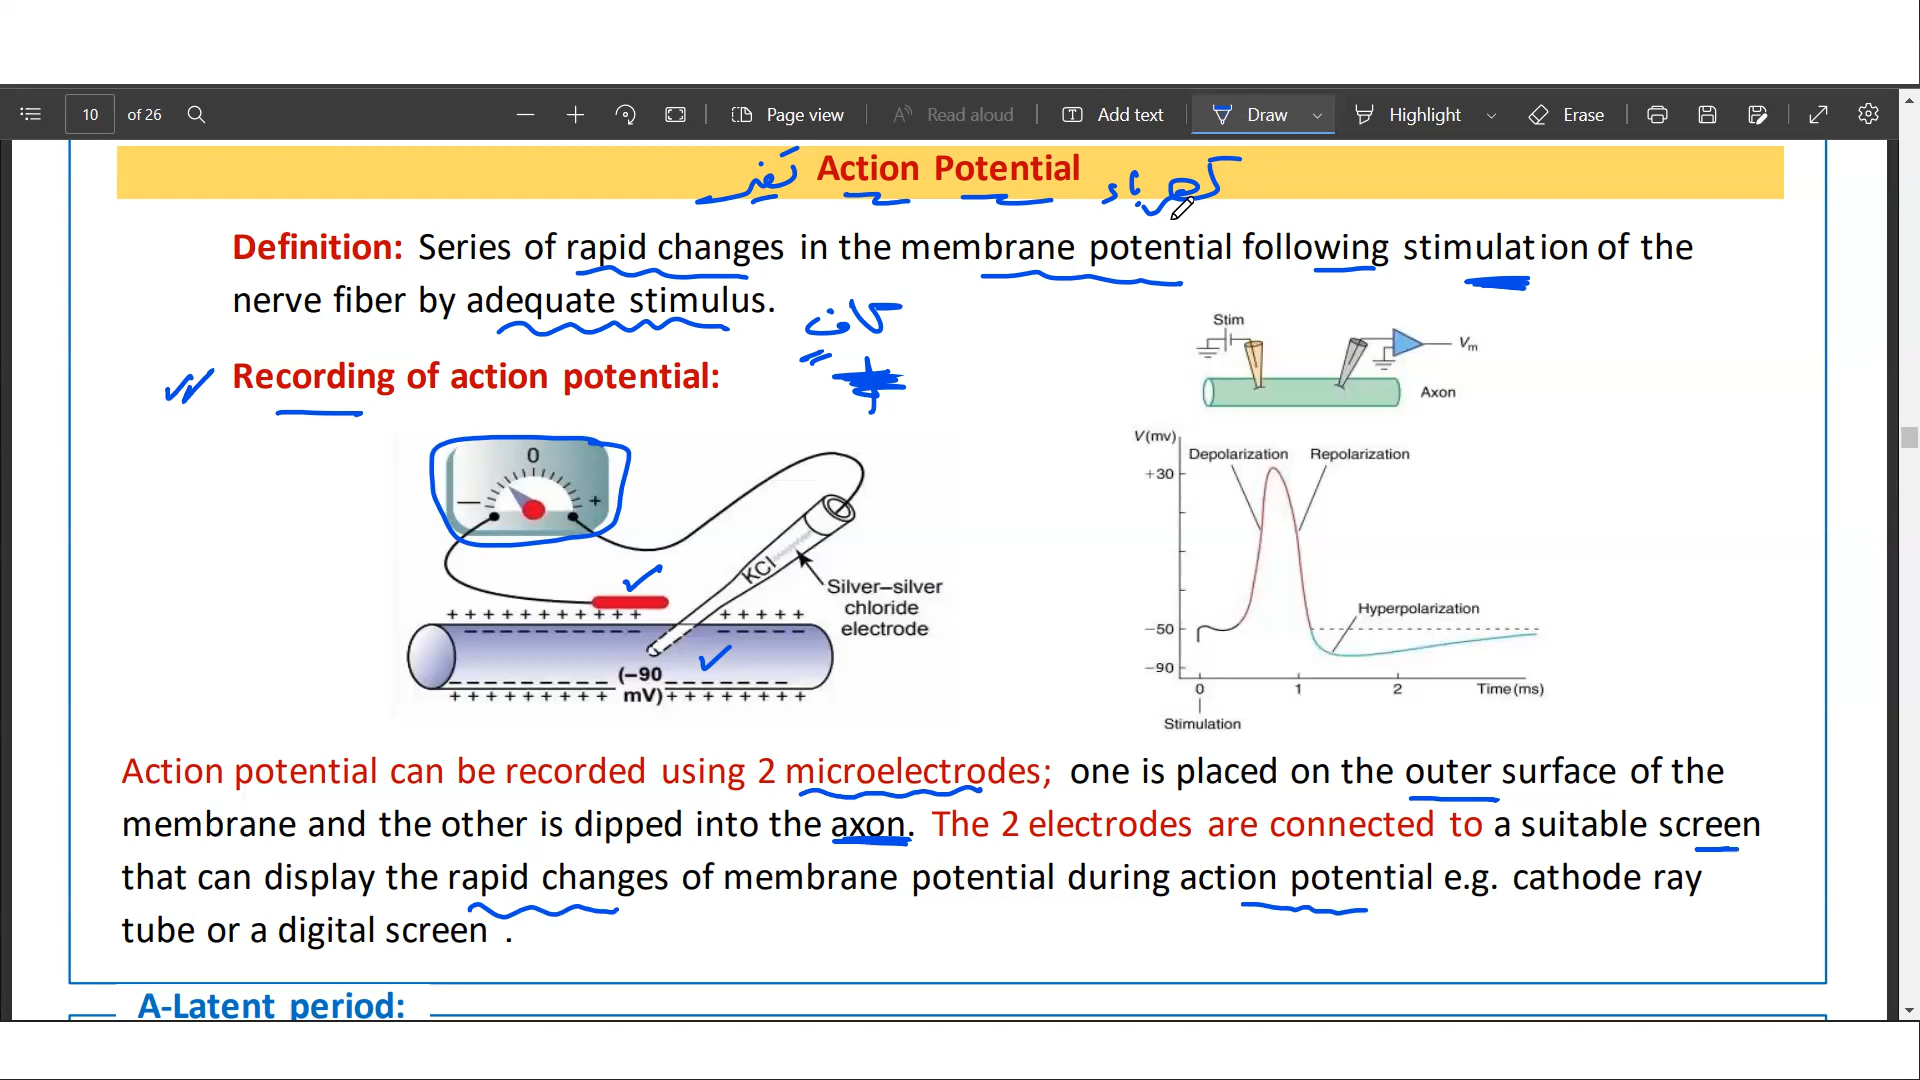 10 of 26 Page view Read aloud Add text Draw Highlight Erase
تغير Action Potential كهرباء
Definition: Series of rapid changes in the membrane potential following stimulation of the
nerve fiber by adequate stimulus.
كافي
Recording of action potential:
0
— +
KCl
Silver–silver
chloride
electrode
+ + + + + + + + + + + + + + + +
(–90
mV)
+ + + + + + + + + + + + + + + + + +
Stim
Vm
Axon
V(mv)
Depolarization Repolarization
+30
Hyperpolarization
–50
–90
0 1 2 Time(ms)
Stimulation
Action potential can be recorded using 2 microelectrodes; one is placed on the outer surface of the
membrane and the other is dipped into the axon. The 2 electrodes are connected to a suitable screen
that can display the rapid changes of membrane potential during action potential e.g. cathode ray
tube or a digital screen .
A-Latent period: